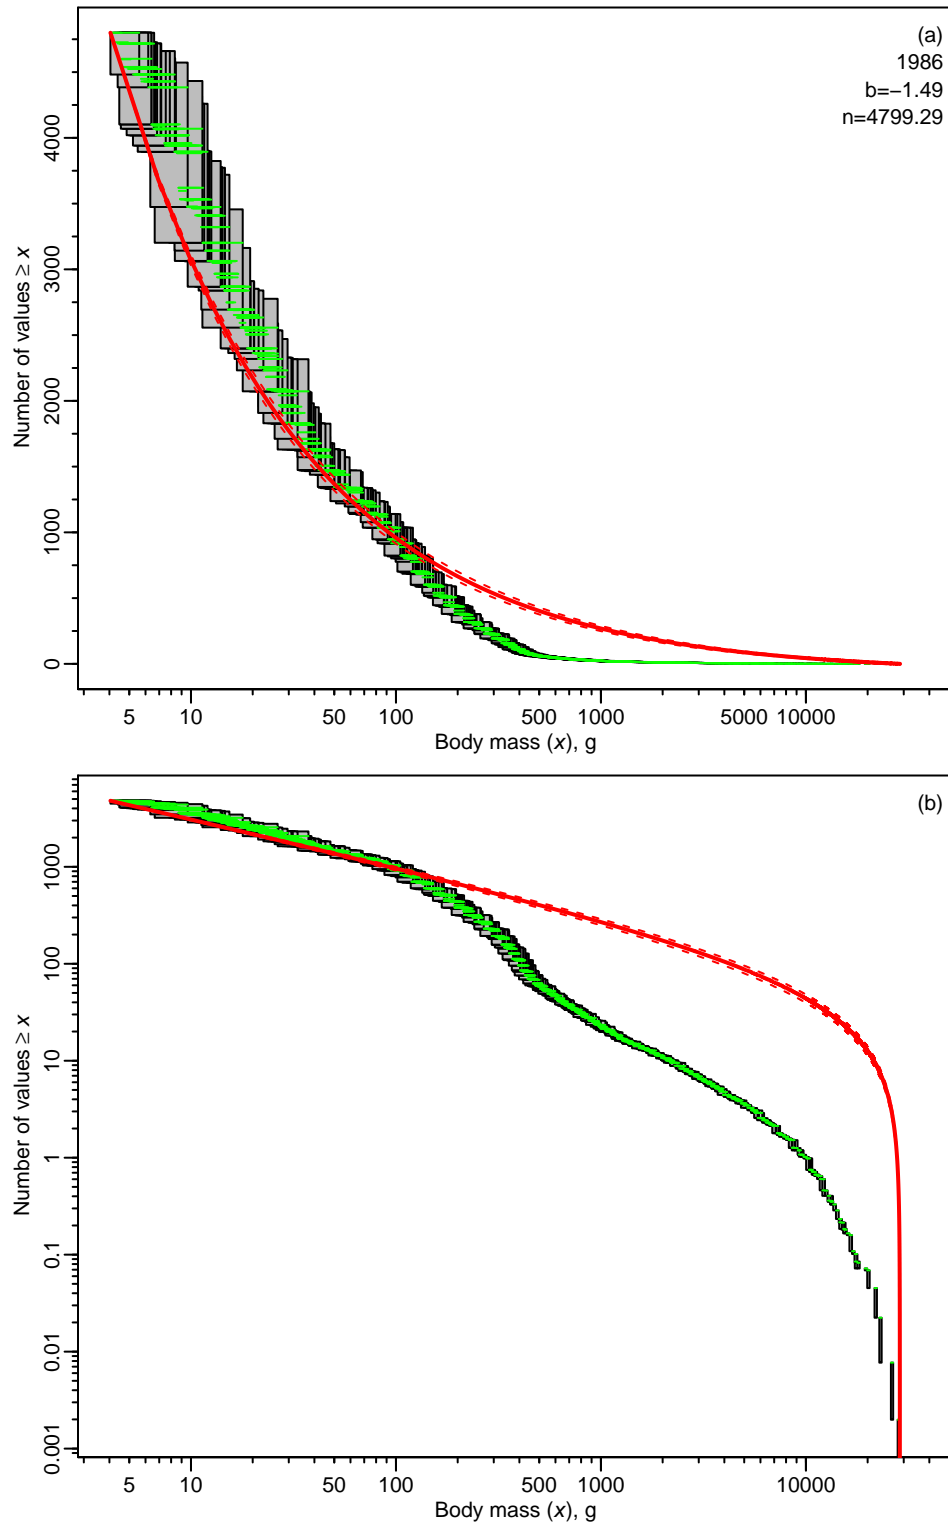 (a)
1986
b=−1.49
n=4799.29
Number of values ≥ x
4000
3000
2000
1000
0
5 10 50 100 500 1000 5000 10000
Body mass (x), g
(b)
Number of values ≥ x
1000
100
10
1
0.1
0.01
0.001
5 10 50 100 500 1000 10000
Body mass (x), g